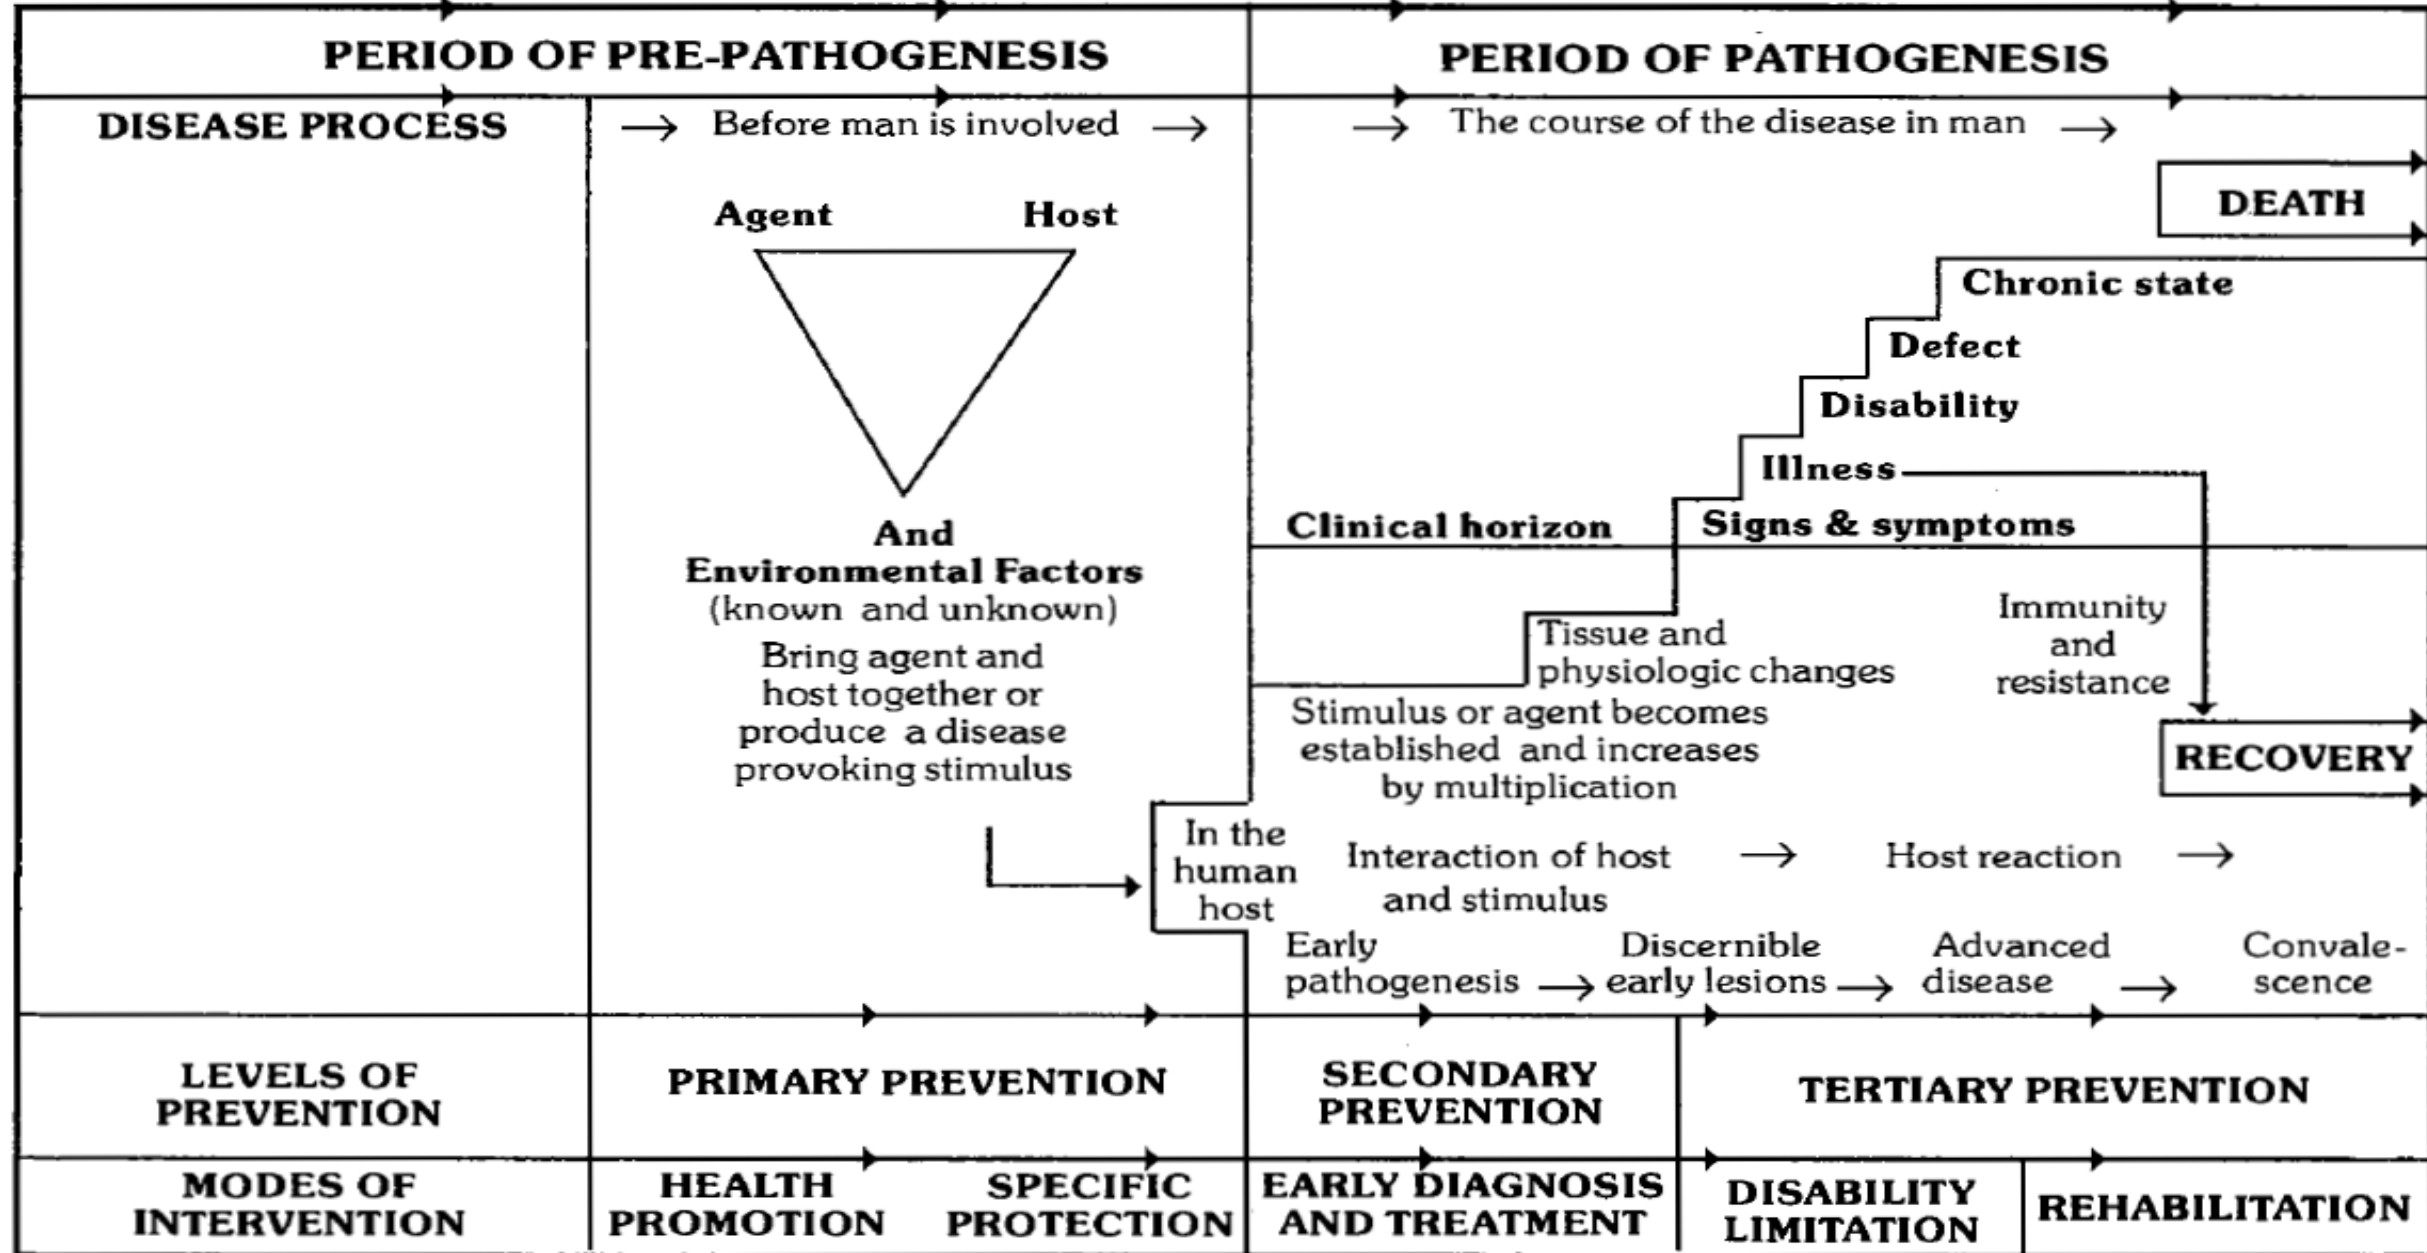 PERIOD OF PRE-PATHOGENESIS
PERIOD OF PATHOGENESIS
DISEASE PROCESS
→ Before man is involved →
→ The course of the disease in man →
Agent
Host
And
Environmental Factors
(known and unknown)
Bring agent and
host together or
produce a disease
provoking stimulus
In the
human
host
DEATH
Chronic state
Defect
Disability
Illness
Clinical horizon
Signs & symptoms
Tissue and
physiologic changes
Immunity
and
resistance
Stimulus or agent becomes
established and increases
by multiplication
RECOVERY
Interaction of host
and stimulus
→ Host reaction →
Early
pathogenesis →
Discernible
early lesions →
Advanced
disease →
Convale-
scence
LEVELS OF
PREVENTION
PRIMARY PREVENTION
SECONDARY
PREVENTION
TERTIARY PREVENTION
MODES OF
INTERVENTION
HEALTH
PROMOTION
SPECIFIC
PROTECTION
EARLY DIAGNOSIS
AND TREATMENT
DISABILITY
LIMITATION
REHABILITATION